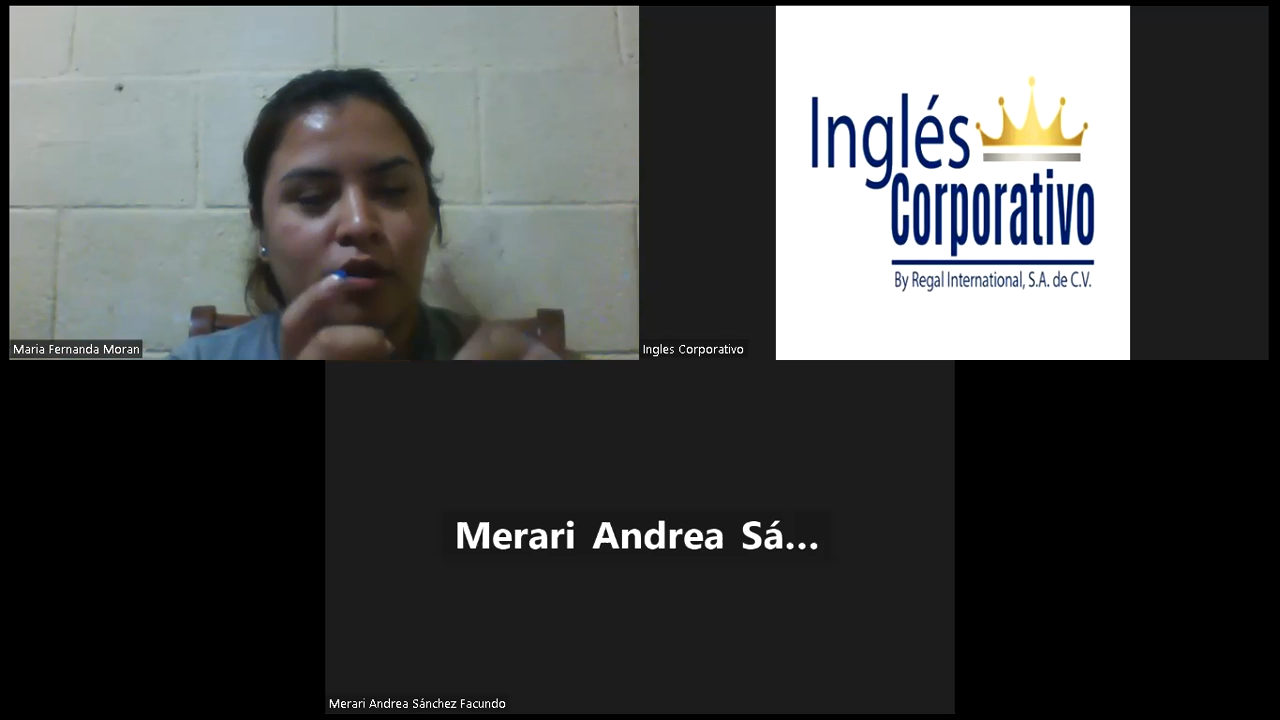 Inglés
Corporativo
By Regal International, S.A. de C.V.
Maria Fernanda Moran
Ingles Corporativo
Merari Andrea Sá...
Merari Andrea Sánchez Facundo